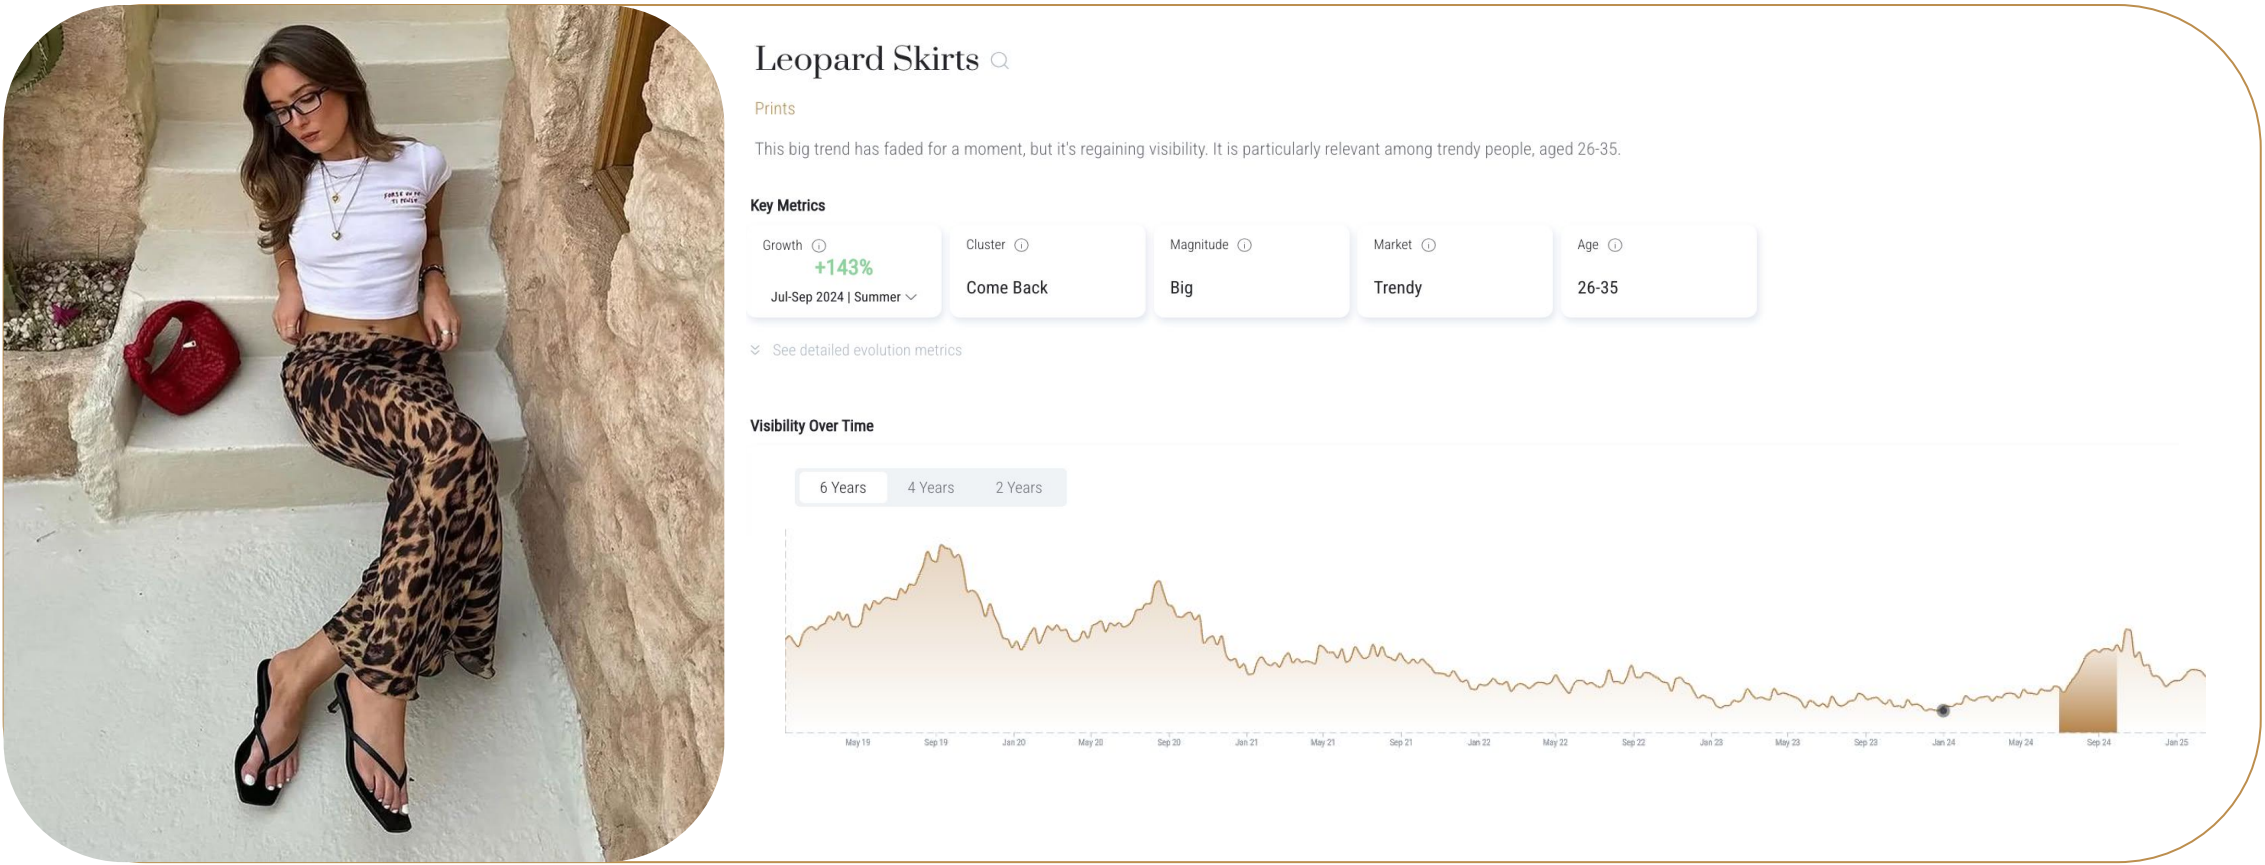 Leopard Skirts
Prints
This big trend has faded for a moment, but it's regaining visibility. It is particularly relevant among trendy people, aged 26-35.
Key Metrics
Growth
+143%
Jul-Sep 2024 | Summer
Cluster
Come Back
Magnitude
Big
Market
Trendy
Age
26-35
See detailed evolution metrics
Visibility Over Time
6 Years 4 Years 2 Years
May 19 Sep 19 Jan 20 May 20 Sep 20 Jan 21 May 21 Sep 21 Jan 22 May 22 Sep 22 Jan 23 May 23 Sep 23 Jan 24 May 24 Sep 24 Jan 25